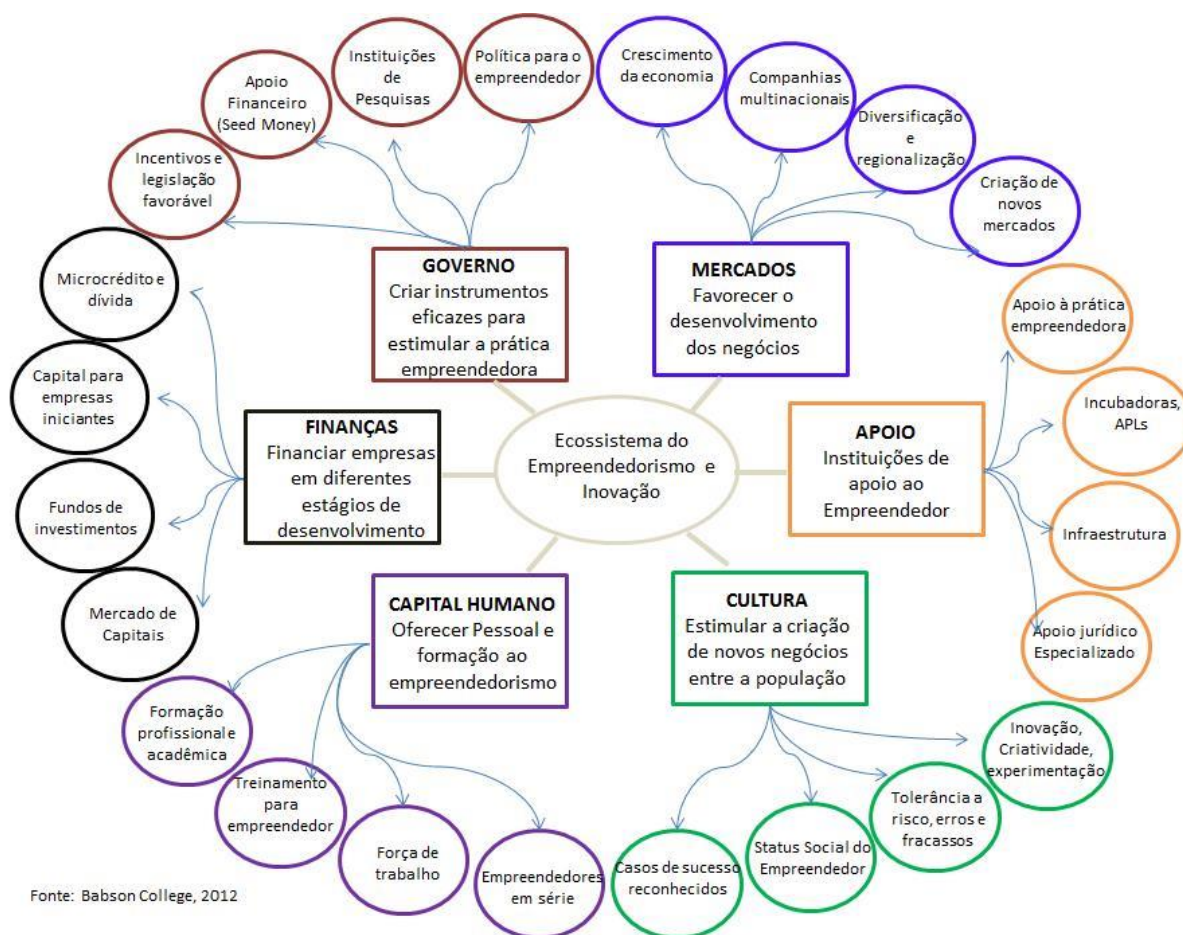 Política para o
empreendedor
Instituições
de
Pesquisas
Apoio
Financeiro
(Seed Money)
Incentivos e
legislação
favorável
Crescimento
da economia
Companhias
multinacionais
Diversificação
e
regionalização
Criação de
novos
mercados
GOVERNO
Criar instrumentos
eficazes para
estimular a prática
empreendedora
MERCADOS
Favorecer o
desenvolvimento
dos negócios
Microcrédito e
dívida
Capital para
empresas
iniciantes
Fundos de
investimentos
Mercado de
Capitais
FINANÇAS
Financiar empresas
em diferentes
estágios de
desenvolvimento
Ecossistema do
Empreendedorismo e
Inovação
APOIO
Instituições de
apoio ao
Empreendedor
Apoio à prática
empreendedora
Incubadoras,
APLs
Infraestrutura
Apoio jurídico
Especializado
CAPITAL HUMANO
Oferecer Pessoal e
formação ao
empreendedorismo
CULTURA
Estimular a criação
de novos negócios
entre a população
Formação
profissional e
acadêmica
Treinamento
para
empreendedor
Força de
trabalho
Empreendedores
em série
Casos de sucesso
reconhecidos
Status Social do
Empreendedor
Tolerância a
risco, erros e
fracassos
Inovação,
Criatividade,
experimentação
Fonte: Babson College, 2012